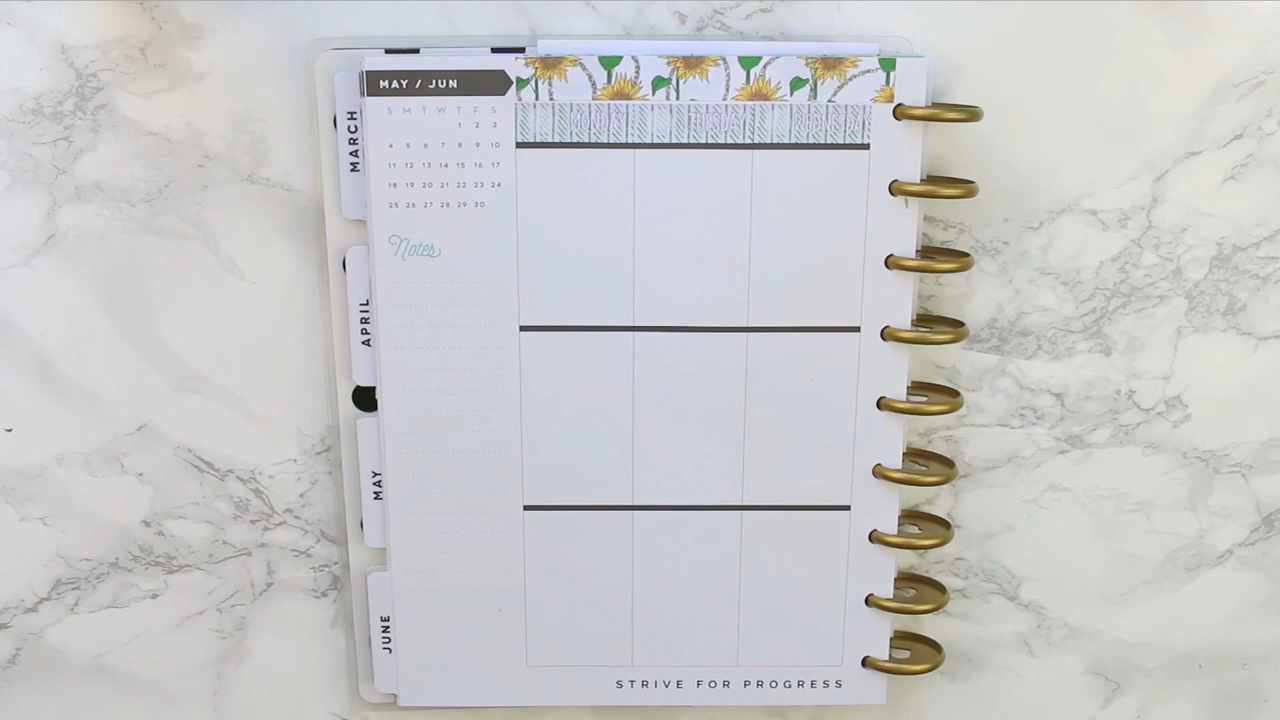 MAY / JUN
S M T W T F S
1 2 3
4 5 6 7 8 9 10
11 12 13 14 15 16 17
18 19 20 21 22 23 24
25 26 27 28 29 30
Notes
MONDAY TUESDAY
MARCH
APRIL
MAY
JUNE
STRIVE FOR PROGRESS